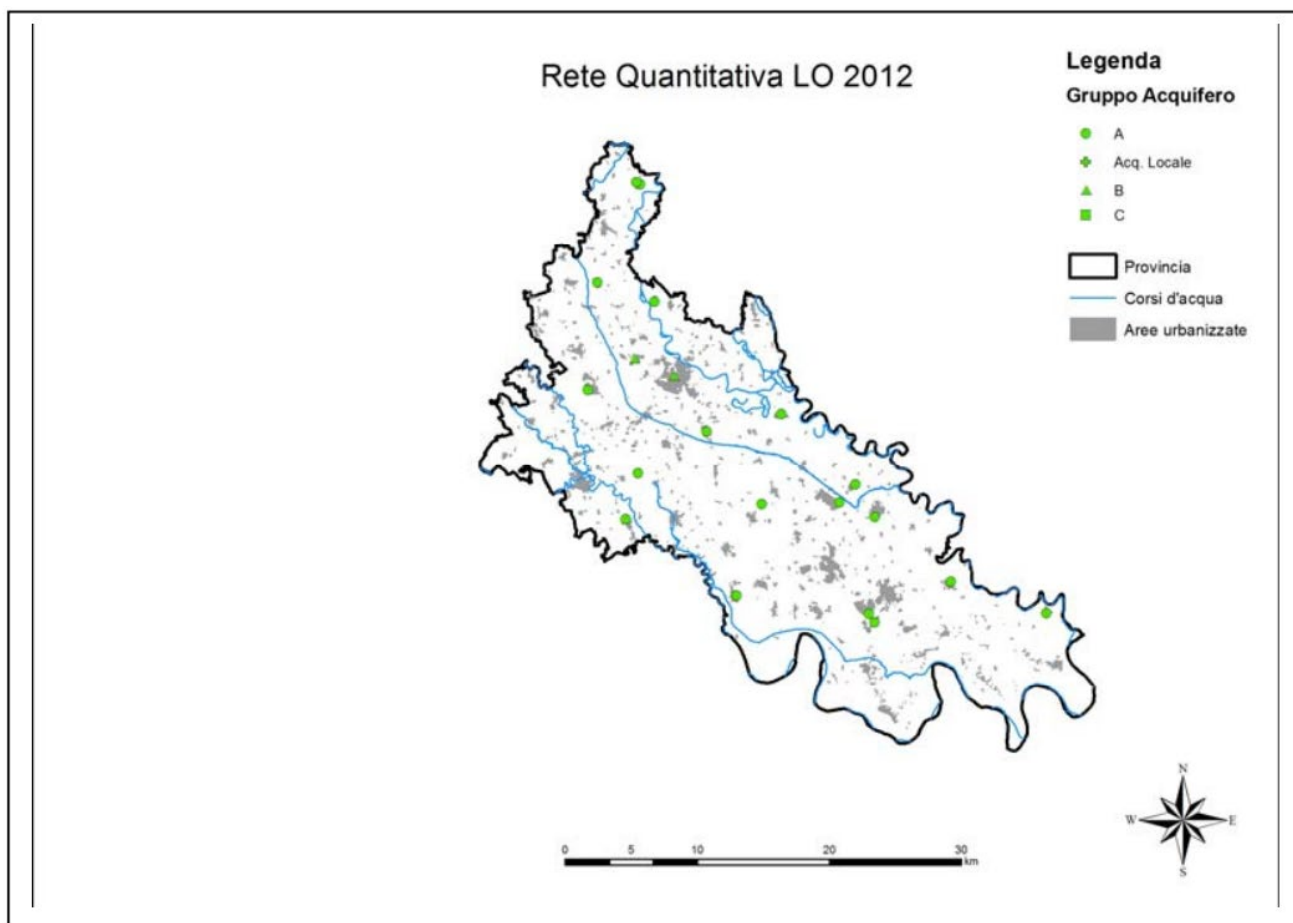 Rete Quantitativa LO 2012
Legenda
Gruppo Acquifero
A
Acq. Locale
B
C
Provincia
Corsi d'acqua
Aree urbanizzate
N
W
E
S
0 5 10 20 30
km